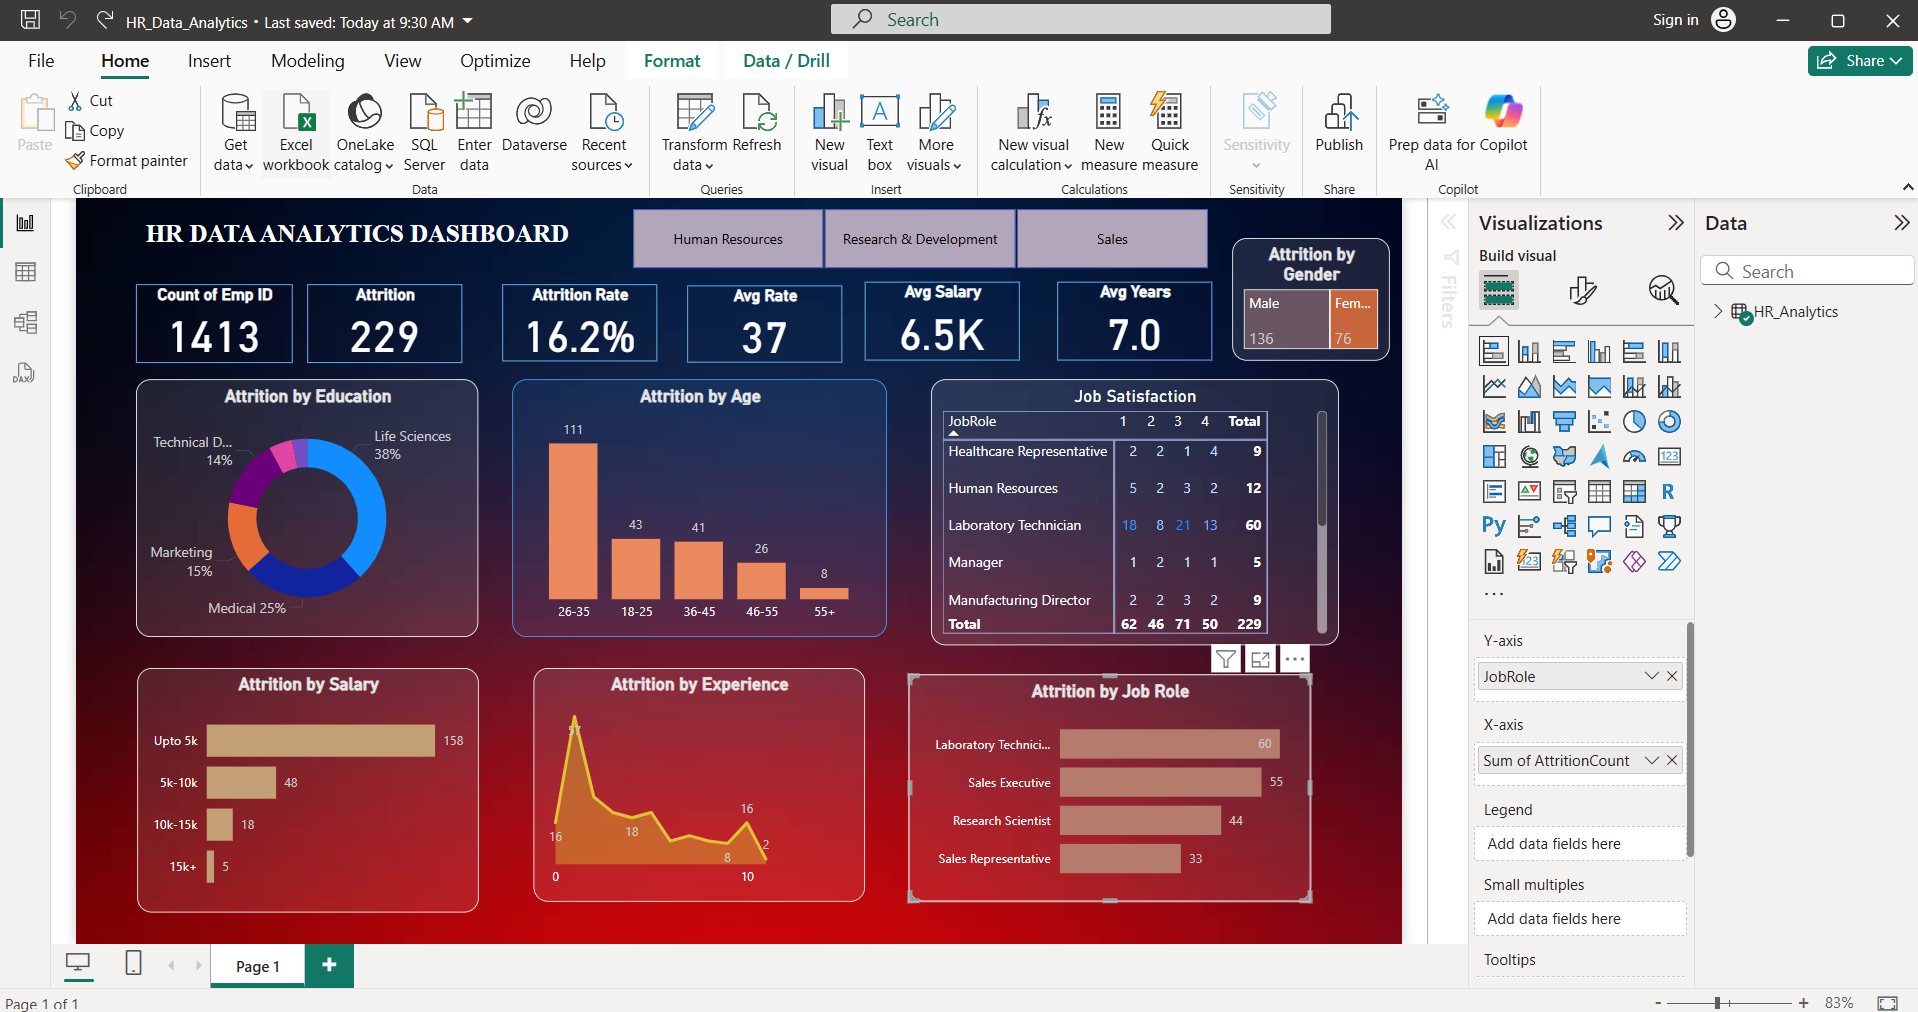 HR_Data_Analytics • Last saved: Today at 9:30 AM
Search
Sign in
File Home Insert Modeling View Optimize Help Format Data / Drill
Share
Paste
Cut
Copy
Format painter
Clipboard
Get data
Excel workbook
OneLake catalog
SQL Server
Enter data
Dataverse
Recent sources
Data
Transform data
Refresh
Queries
New visual
A
Text box
More visuals
Insert
fx
New visual calculation
New measure
Quick measure
Calculations
Sensitivity
Sensitivity
Publish
Share
Prep data for AI
Copilot
Copilot
DAX
HR DATA ANALYTICS DASHBOARD
Human Resources
Research & Development
Sales
Count of Emp ID
1413
Attrition
229
Attrition Rate
16.2%
Avg Rate
37
Avg Salary
6.5K
Avg Years
7.0
Attrition by Gender
Male
136
Fem...
76
Attrition by Education
Technical D...
14%
Life Sciences
38%
Marketing
15%
Medical 25%
Attrition by Age
111
43
41
26
8
26-35 18-25 36-45 46-55 55+
Job Satisfaction
JobRole 1 2 3 4 Total
Healthcare Representative 2 2 1 4 9
Human Resources 5 2 3 2 12
Laboratory Technician 18 8 21 13 60
Manager 1 2 1 1 5
Manufacturing Director 2 2 3 2 9
Total 62 46 71 50 229
Attrition by Salary
Upto 5k 158
5k-10k 48
10k-15k 18
15k+ 5
Attrition by Experience
57
16
18
8
16
2
0 10
Attrition by Job Role
Laboratory Technici... 60
Sales Executive 55
Research Scientist 44
Sales Representative 33
Filters
Visualizations
Build visual
123
R
Py
123
...
Y-axis
JobRole
X-axis
Sum of AttritionCount
Legend
Add data fields here
Small multiples
Add data fields here
Tooltips
Data
Search
HR_Analytics
Page 1
Page 1 of 1
83%